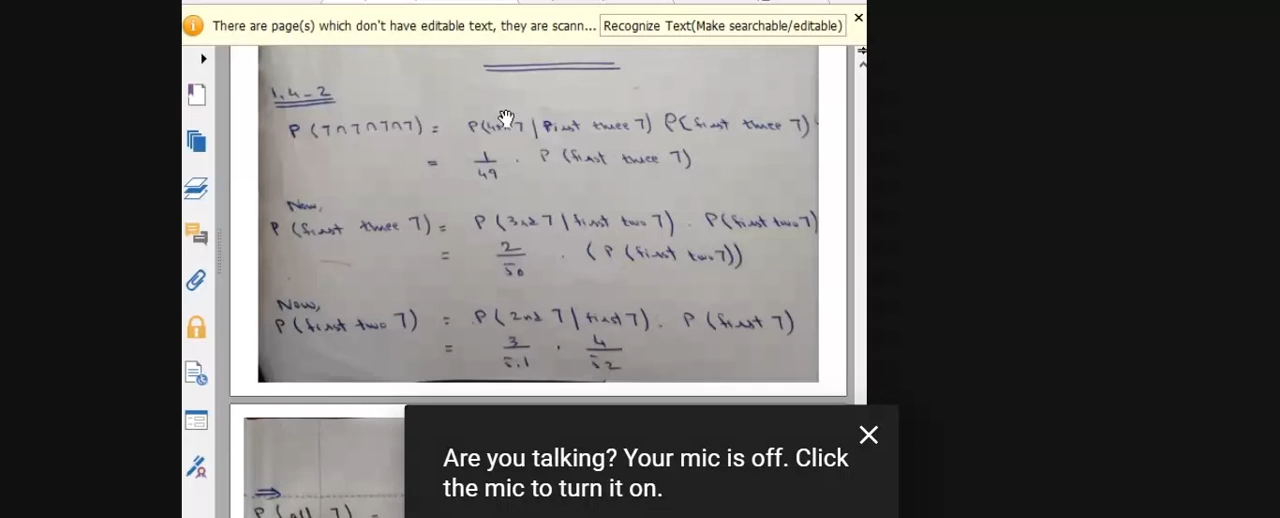 There are page(s) which don't have editable text, they are scann... Recognize Text(Make searchable/editable)
1.4-2
P (7∩7∩7∩7) = P(4th 7 | First three 7) P(first three 7)
= 1/49 . P (first three 7)
Now,
P (first three 7) = P (3rd 7 | first two 7) . P(first two 7)
= 2/50 . (P (first two 7))
Now,
P (first two 7) = P (2nd 7 | first 7) . P (first 7)
= 3/51 . 4/52
⇒
P(all 7) =
Are you talking? Your mic is off. Click
the mic to turn it on.